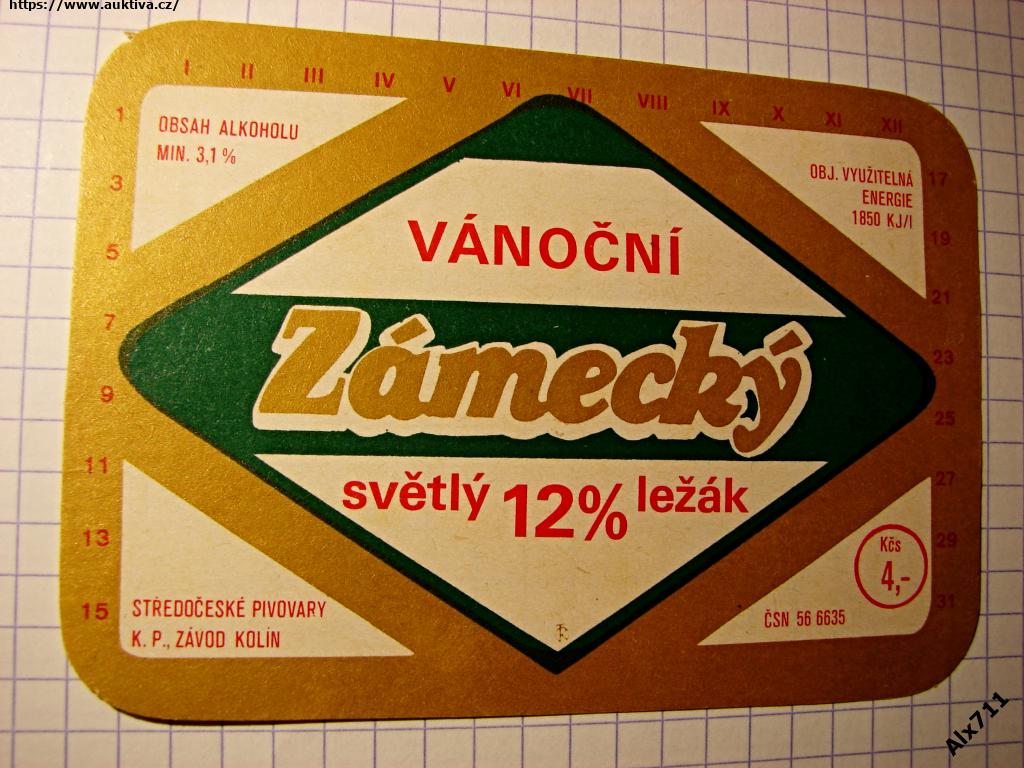 https://www.auktiva.cz/
I II III IV V VI VII VIII IX X XI XII
1
3
5
7
9
11
13
15
OBSAH ALKOHOLU
MIN. 3,1 %
OBJ. VYUŽITELNÁ
ENERGIE
1850 KJ/l
17
19
21
23
25
27
29
31
VÁNOČNÍ
Zámecký
světlý 12% ležák
STŘEDOČESKÉ PIVOVARY
K. P., ZÁVOD KOLÍN
Kčs
4,-
ČSN 56 6635
Alx711